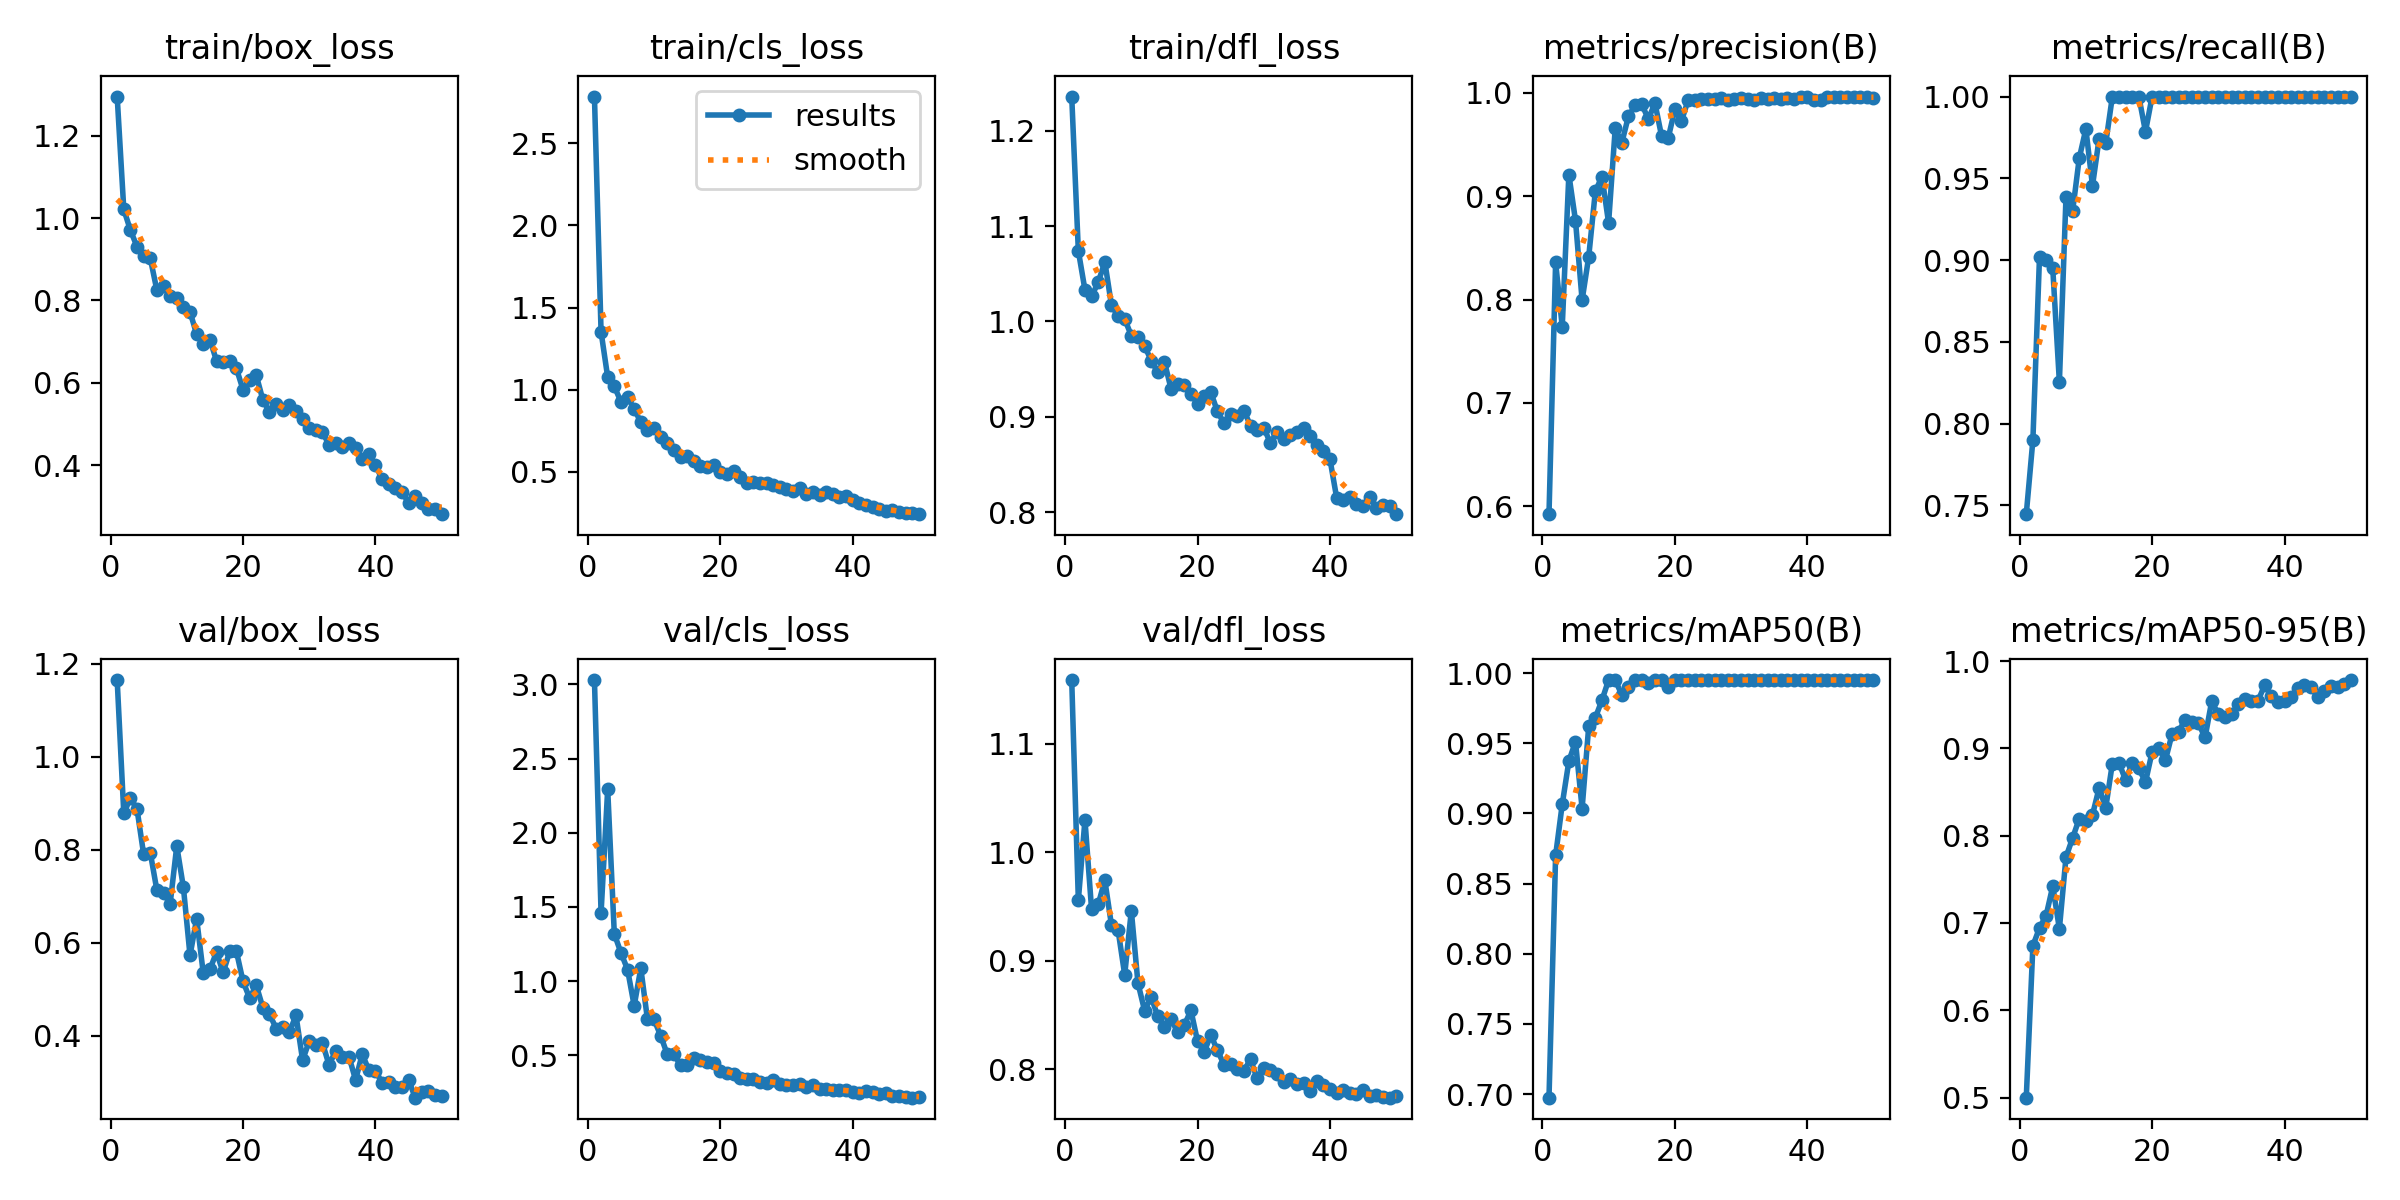 train/box_loss
1.2
1.0
0.8
0.6
0.4
0 20 40
train/cls_loss
results
smooth
2.5
2.0
1.5
1.0
0.5
0 20 40
train/dfl_loss
1.2
1.1
1.0
0.9
0.8
0 20 40
metrics/precision(B)
1.0
0.9
0.8
0.7
0.6
0 20 40
metrics/recall(B)
1.00
0.95
0.90
0.85
0.80
0.75
0 20 40
val/box_loss
1.2
1.0
0.8
0.6
0.4
0 20 40
val/cls_loss
3.0
2.5
2.0
1.5
1.0
0.5
0 20 40
val/dfl_loss
1.1
1.0
0.9
0.8
0 20 40
metrics/mAP50(B)
1.00
0.95
0.90
0.85
0.80
0.75
0.70
0 20 40
metrics/mAP50-95(B)
1.0
0.9
0.8
0.7
0.6
0.5
0 20 40